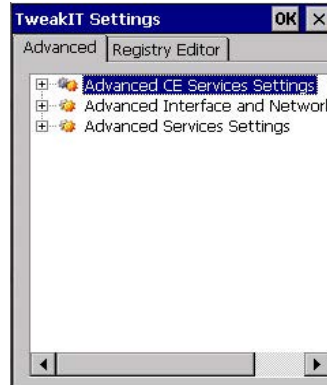 TweakIT Settings OK ×
Advanced Registry Editor
Advanced CE Services Settings
Advanced Interface and Network
Advanced Services Settings